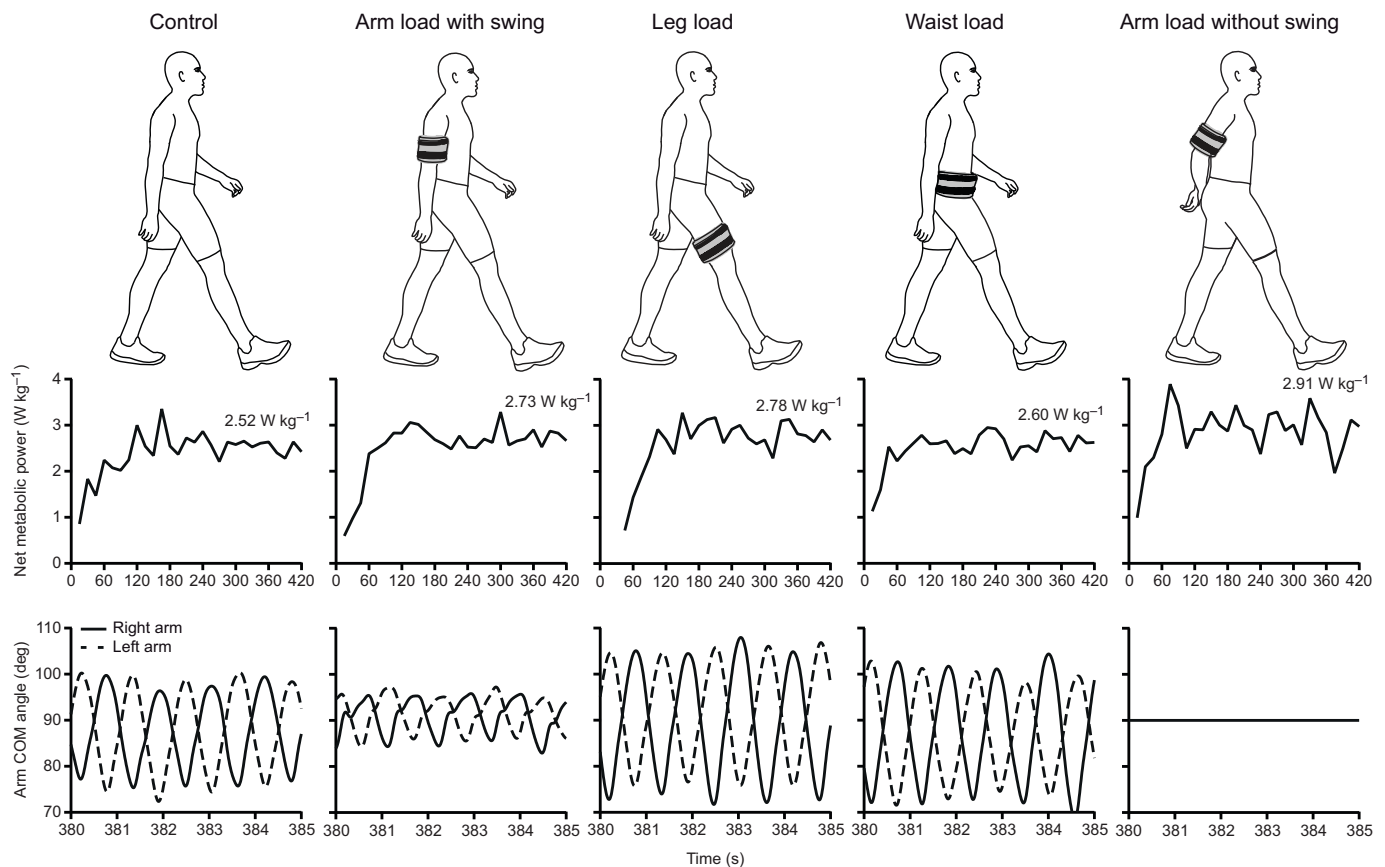 Control Arm load with swing Leg load Waist load Arm load without swing
Net metabolic power (W kg⁻¹)
4
3
2
1
0
2.52 W kg⁻¹ 2.73 W kg⁻¹ 2.78 W kg⁻¹ 2.60 W kg⁻¹ 2.91 W kg⁻¹
0 60 120 180 240 300 360 420 0 60 120 180 240 300 360 420 0 60 120 180 240 300 360 420 0 60 120 180 240 300 360 420 0 60 120 180 240 300 360 420
Arm COM angle (deg)
110
100
90
80
70
Right arm
Left arm
380 381 382 383 384 385 380 381 382 383 384 385 380 381 382 383 384 385 380 381 382 383 384 385 380 381 382 383 384 385
Time (s)